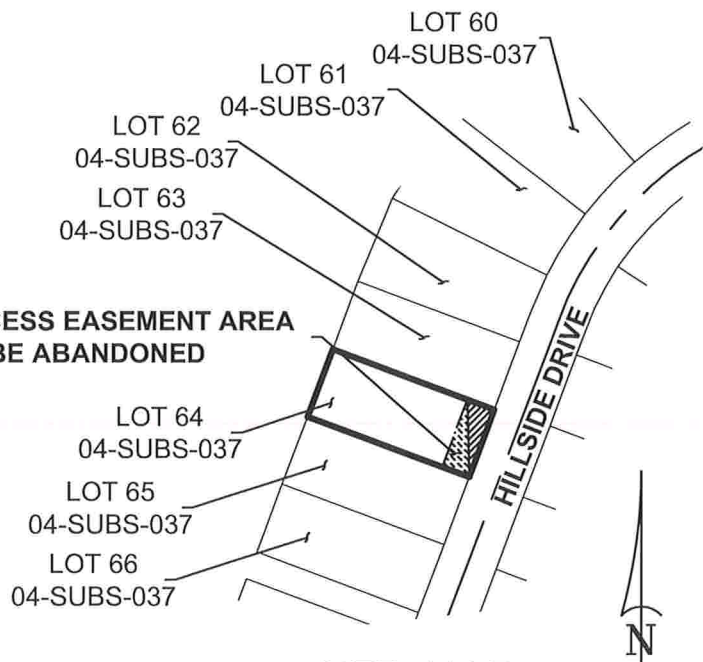 LOT 60
04-SUBS-037
LOT 61
04-SUBS-037
LOT 62
04-SUBS-037
LOT 63
04-SUBS-037
EASEMENT AREA
BE ABANDONED
LOT 64
04-SUBS-037
LOT 65
04-SUBS-037
LOT 66
04-SUBS-037
HILLSIDE DRIVE
N